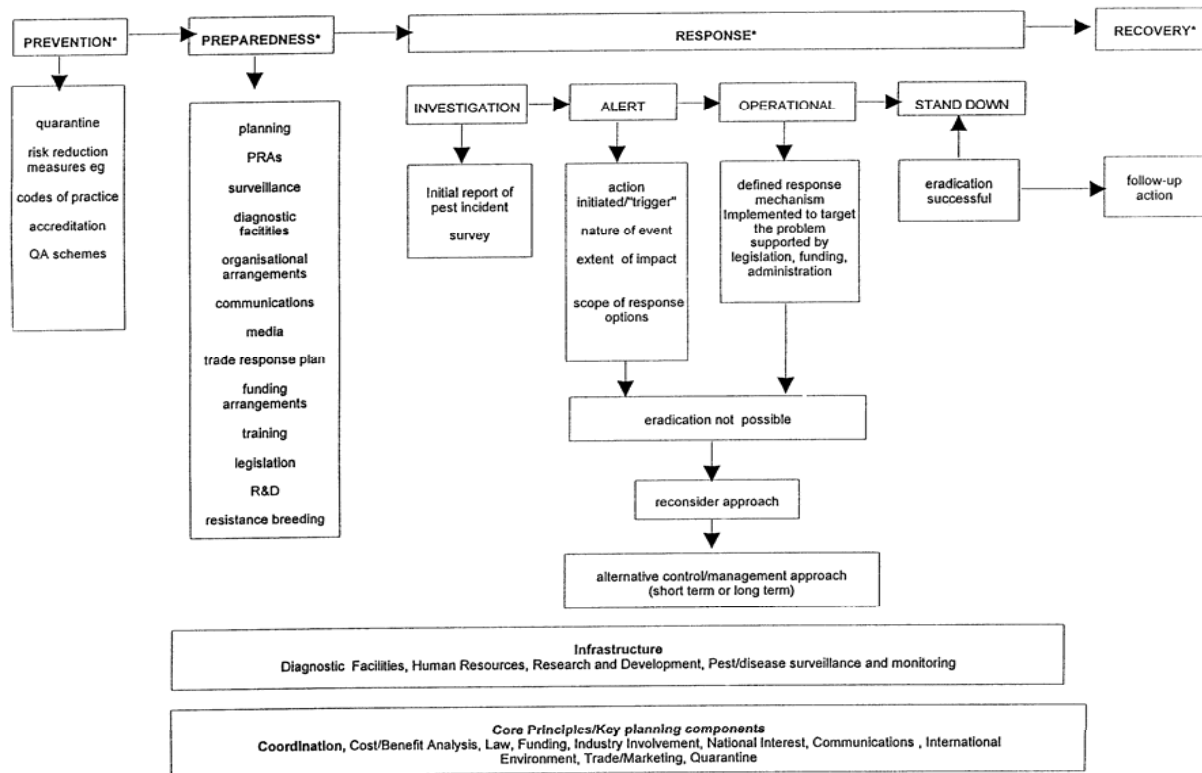 PREVENTION*
PREPAREDNESS*
RESPONSE*
RECOVERY*
quarantine
risk reduction
measures eg
codes of practice
accreditation
QA schemes
planning
PRAs
surveillance
diagnostic
facilities
organisational
arrangements
communications
media
trade response plan
funding
arrangements
training
legislation
R&D
resistance breeding
INVESTIGATION
ALERT
OPERATIONAL
STAND DOWN
Initial report of
pest incident
survey
action
initiated/"trigger"
nature of event
extent of impact
scope of response
options
defined response
mechanism
Implemented to target
the problem
supported by
legislation, funding,
administration
eradication
successful
follow-up
action
eradication not possible
reconsider approach
alternative control/management approach
(short term or long term)
Infrastructure
Diagnostic Facilities, Human Resources, Research and Development, Pest/disease surveillance and monitoring
Core Principles/Key planning components
Coordination, Cost/Benefit Analysis, Law, Funding, Industry Involvement, National Interest, Communications , International
Environment, Trade/Marketing, Quarantine